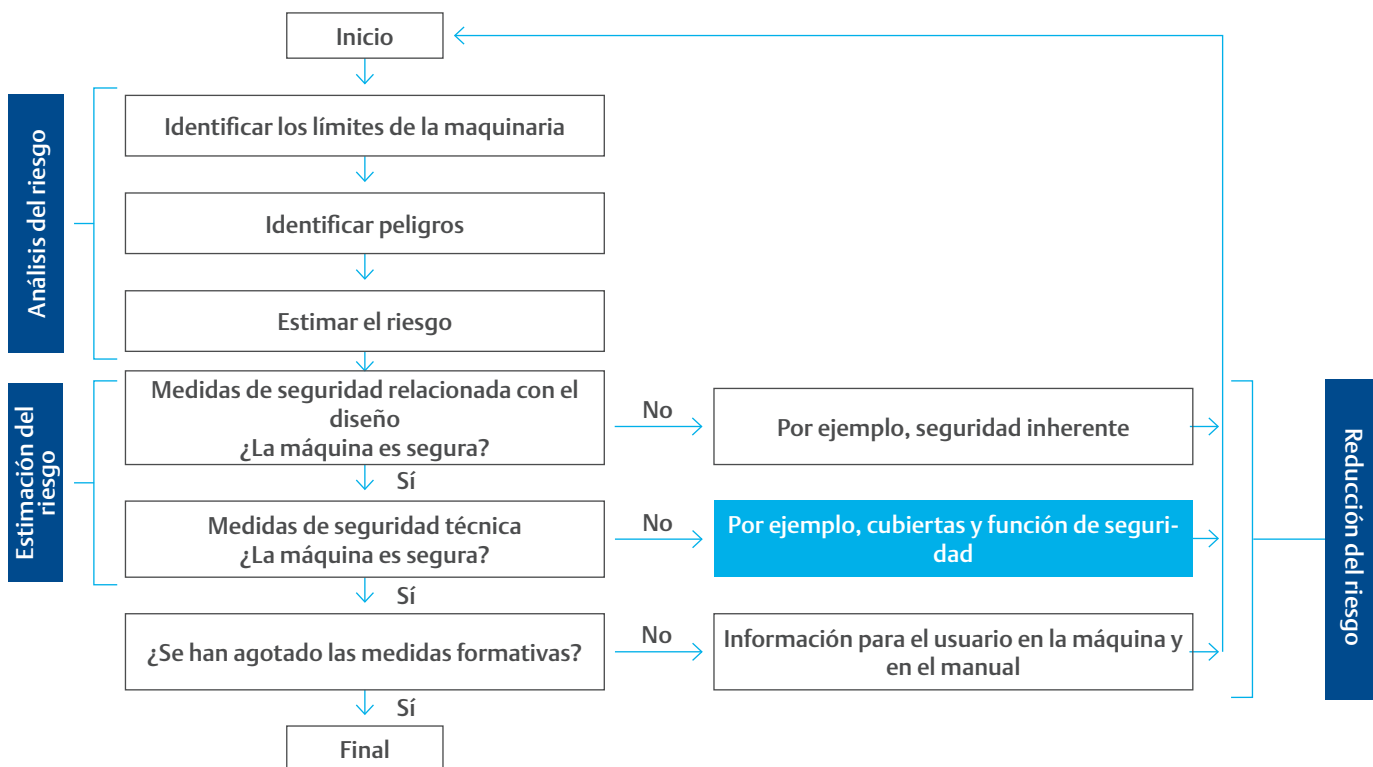 Inicio
Análisis del riesgo
Identificar los límites de la maquinaria
Identificar peligros
Estimar el riesgo
Estimación del
riesgo
Medidas de seguridad relacionada con el
diseño
¿La máquina es segura?
No
Por ejemplo, seguridad inherente
Sí
Medidas de seguridad técnica
¿La máquina es segura?
No
Por ejemplo, cubiertas y función de seguri-
dad
Sí
¿Se han agotado las medidas formativas?
No
Información para el usuario en la máquina y
en el manual
Reducción del riesgo
Sí
Final